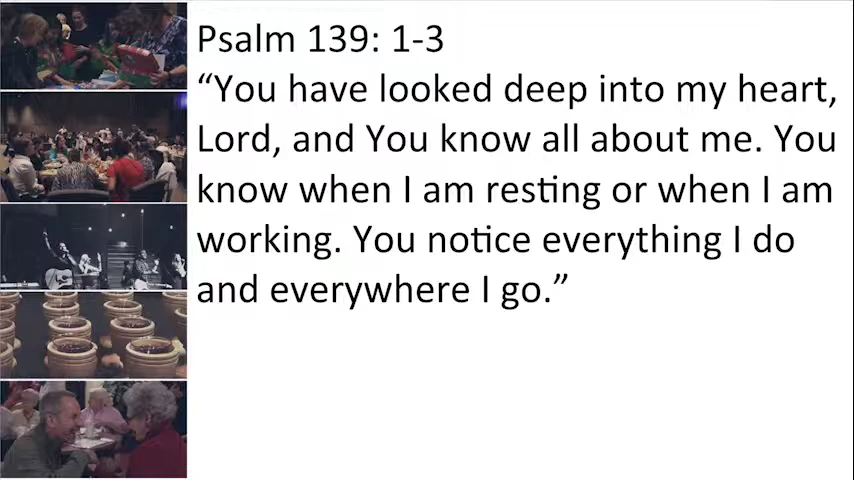 Psalm 139: 1-3
“You have looked deep into my heart,
Lord, and You know all about me. You
know when I am resting or when I am
working. You notice everything I do
and everywhere I go.”